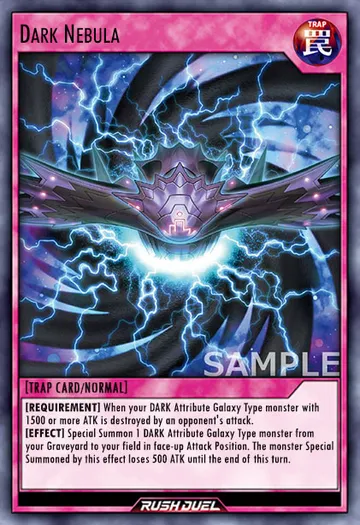 DARK NEBULA
TRAP
罠
SAMPLE
[TRAP CARD/NORMAL]
[REQUIREMENT] When your DARK Attribute Galaxy Type monster with
1500 or more ATK is destroyed by an opponent's attack.
[EFFECT] Special Summon 1 DARK Attribute Galaxy Type monster from
your Graveyard to your field in face-up Attack Position. The monster Special
Summoned by this effect loses 500 ATK until the end of this turn.
RUSH DUEL